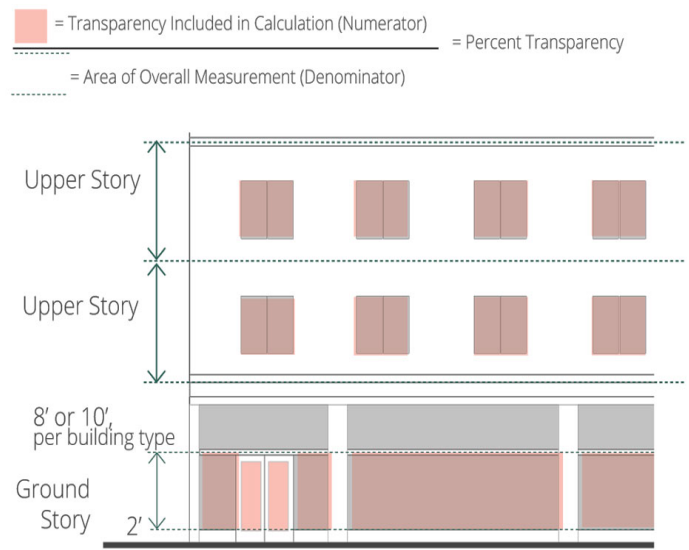 = Transparency Included in Calculation (Numerator)
= Percent Transparency
= Area of Overall Measurement (Denominator)
Upper Story
Upper Story
8’ or 10’,
per building type
Ground
Story
2’